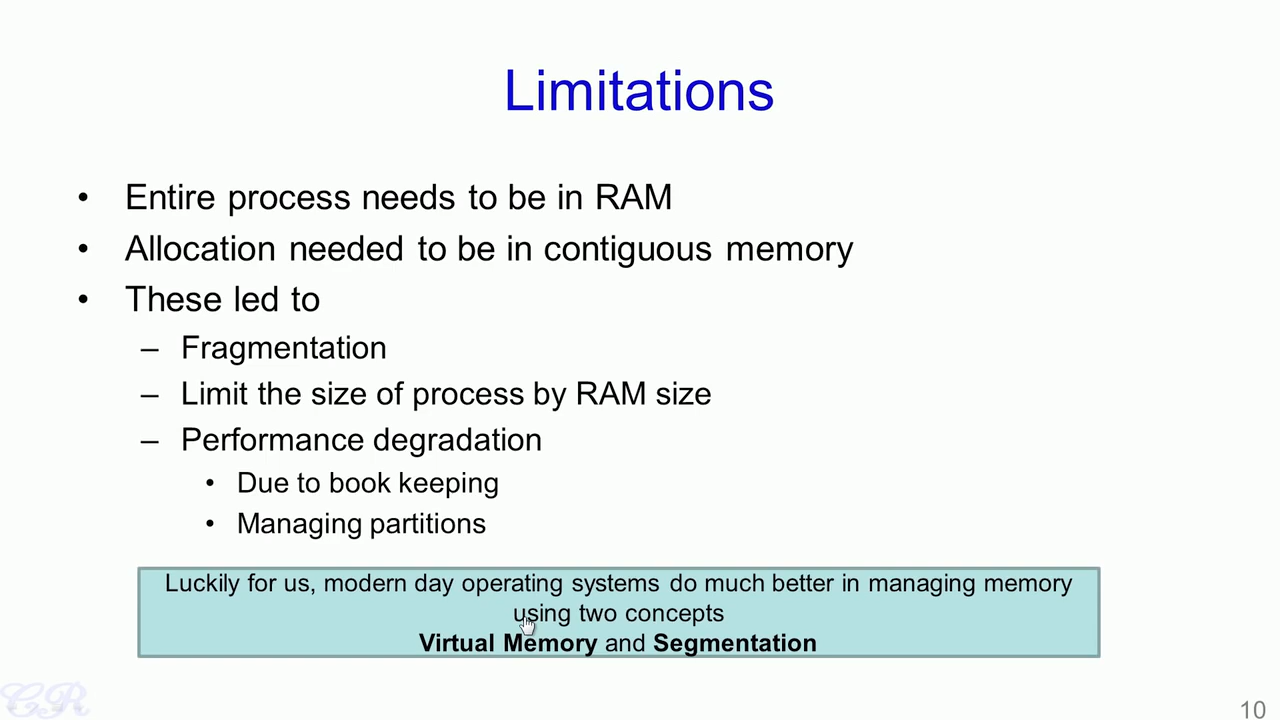 Limitations
• Entire process needs to be in RAM
• Allocation needed to be in contiguous memory
• These led to
– Fragmentation
– Limit the size of process by RAM size
– Performance degradation
• Due to book keeping
• Managing partitions
Luckily for us, modern day operating systems do much better in managing memory
using two concepts
Virtual Memory and Segmentation
CR
10